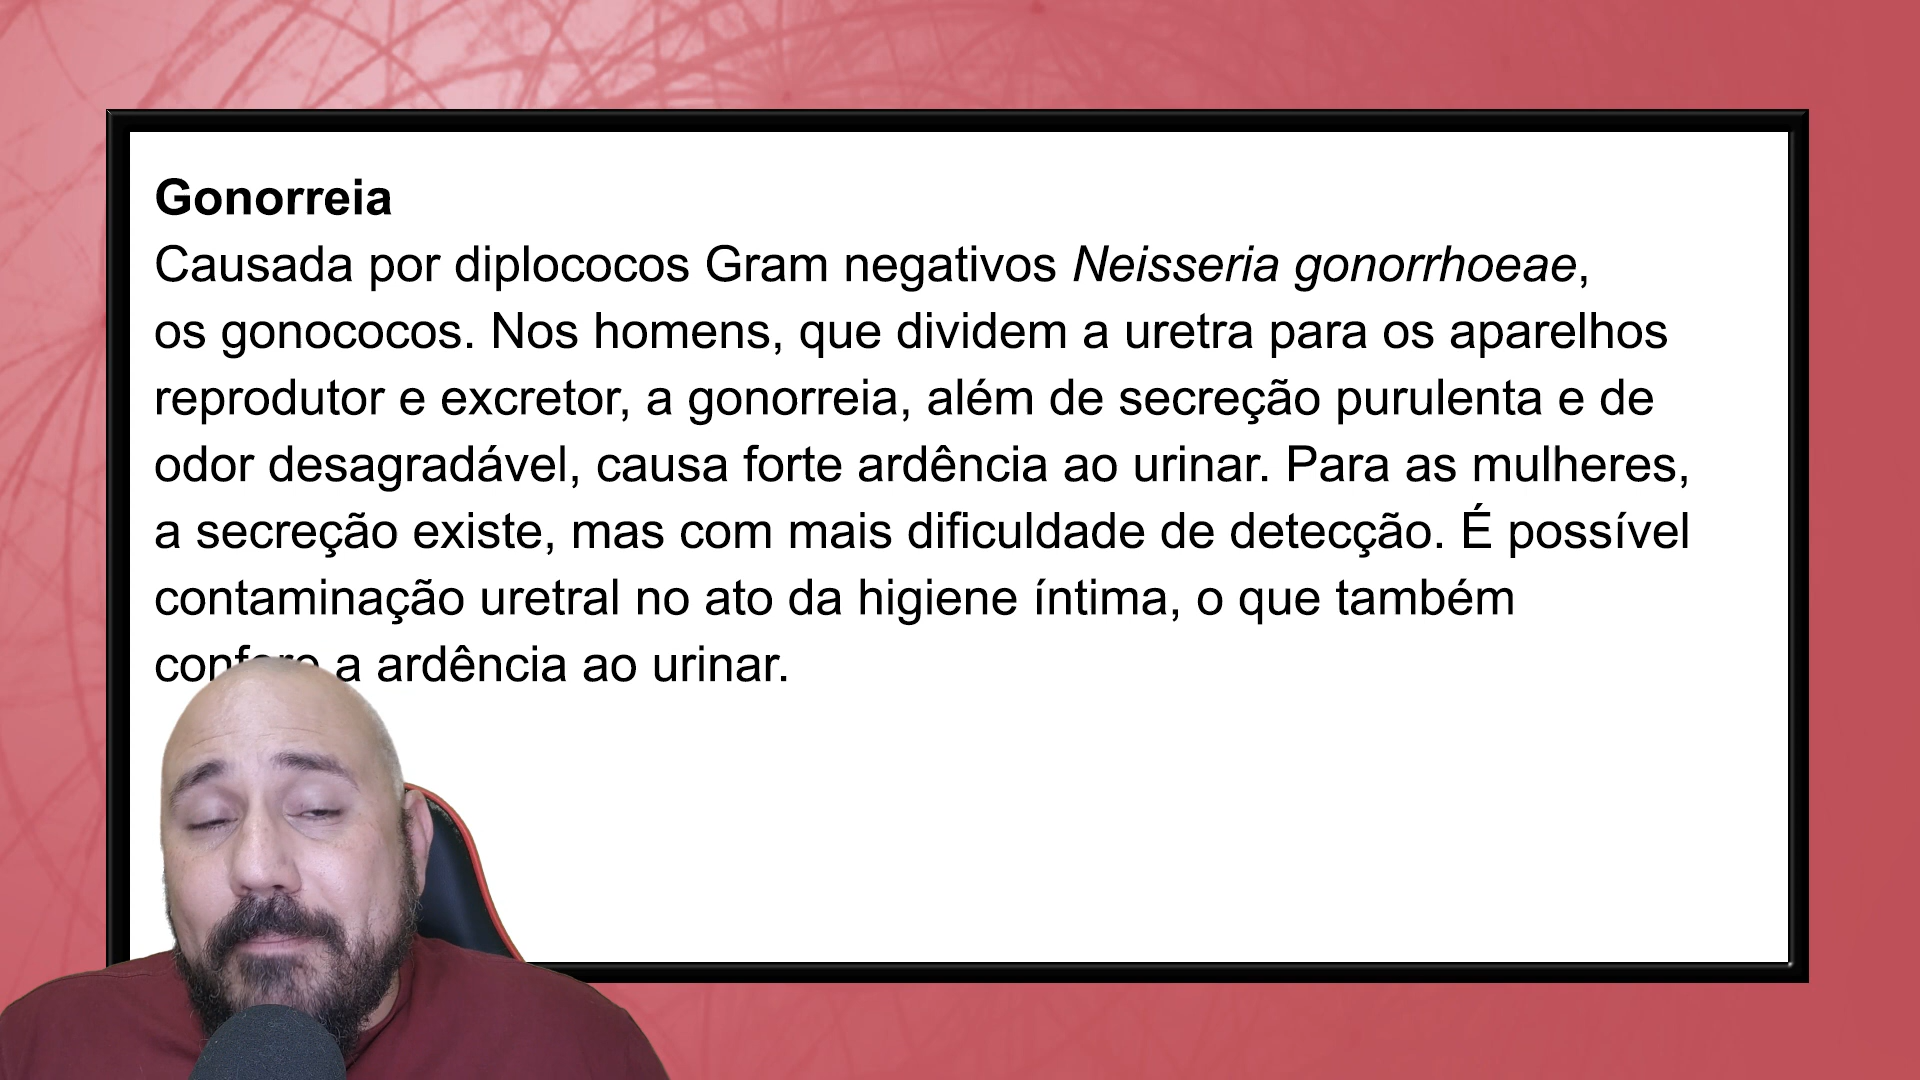 Gonorreia
Causada por diplococos Gram negativos Neisseria gonorrhoeae,
os gonococos. Nos homens, que dividem a uretra para os aparelhos
reprodutor e excretor, a gonorreia, além de secreção purulenta e de
odor desagradável, causa forte ardência ao urinar. Para as mulheres,
a secreção existe, mas com mais dificuldade de detecção. É possível
contaminação uretral no ato da higiene íntima, o que também
confere a ardência ao urinar.